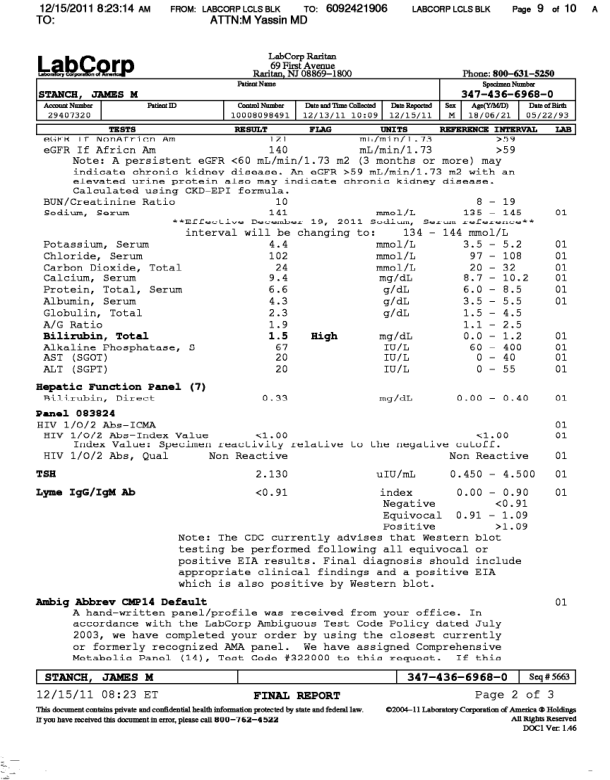 12/15/2011 8:23:14 AM FROM: LABCORP LCLS BLK TO: 6092421906 LABCORP LCLS BLK Page 9 of 10 A
TO: ATTN:M Yassin MD
LabCorp
Laboratory Corporation of America
LabCorp Raritan
69 First Avenue
Raritan, NJ 08869-1800
Phone: 800-631-5250
Patient Name Specimen Number
STANCH, JAMES M 347-436-6968-0
Account Number Patient ID Control Number Date and Time Collected Date Reported Sex Age(Y/M/D) Date of Birth
29407320 10008098491 12/13/11 10:09 12/15/11 M 18/06/21 05/22/93
TESTS RESULT FLAG UNITS REFERENCE INTERVAL LAB
eGFR If NonAfricn Am 121 mL/min/1.73 >59
eGFR If Africn Am 140 mL/min/1.73 >59
Note: A persistent eGFR <60 mL/min/1.73 m2 (3 months or more) may
indicate chronic kidney disease. An eGFR >59 mL/min/1.73 m2 with an
elevated urine protein also may indicate chronic kidney disease.
Calculated using CKD-EPI formula.
BUN/Creatinine Ratio 10 8 - 19
Sodium, Serum 141 mmol/L 135 - 145 01
**Effective December 19, 2011 Sodium, Serum reference**
interval will be changing to: 134 - 144 mmol/L
Potassium, Serum 4.4 mmol/L 3.5 - 5.2 01
Chloride, Serum 102 mmol/L 97 - 108 01
Carbon Dioxide, Total 24 mmol/L 20 - 32 01
Calcium, Serum 9.4 mg/dL 8.7 - 10.2 01
Protein, Total, Serum 6.6 g/dL 6.0 - 8.5 01
Albumin, Serum 4.3 g/dL 3.5 - 5.5 01
Globulin, Total 2.3 g/dL 1.5 - 4.5
A/G Ratio 1.9 1.1 - 2.5
Bilirubin, Total 1.5 High mg/dL 0.0 - 1.2 01
Alkaline Phosphatase, S 67 IU/L 60 - 400 01
AST (SGOT) 20 IU/L 0 - 40 01
ALT (SGPT) 20 IU/L 0 - 55 01
Hepatic Function Panel (7)
Bilirubin, Direct 0.33 mg/dL 0.00 - 0.40 01
Panel 083824
HIV 1/O/2 Abs-ICMA 01
HIV 1/O/2 Abs-Index Value <1.00 <1.00 01
Index Value: Specimen reactivity relative to the negative cutoff.
HIV 1/O/2 Abs, Qual Non Reactive Non Reactive 01
TSH 2.130 uIU/mL 0.450 - 4.500 01
Lyme IgG/IgM Ab <0.91 index 0.00 - 0.90 01
Negative <0.91
Equivocal 0.91 - 1.09
Positive >1.09
Note: The CDC currently advises that Western blot
testing be performed following all equivocal or
positive EIA results. Final diagnosis should include
appropriate clinical findings and a positive EIA
which is also positive by Western blot.
Ambig Abbrev CMP14 Default 01
A hand-written panel/profile was received from your office. In
accordance with the LabCorp Ambiguous Test Code Policy dated July
2003, we have completed your order by using the closest currently
or formerly recognized AMA panel. We have assigned Comprehensive
Metabolic Panel (14), Test Code #322000 to this request. If this
STANCH, JAMES M 347-436-6968-0 Seq # 5663
12/15/11 08:23 ET FINAL REPORT Page 2 of 3
This document contains private and confidential health information protected by state and federal law.
If you have received this document in error, please call 800-762-4522
©2004-11 Laboratory Corporation of America ® Holdings
All Rights Reserved
DOC1 Ver: 1.46